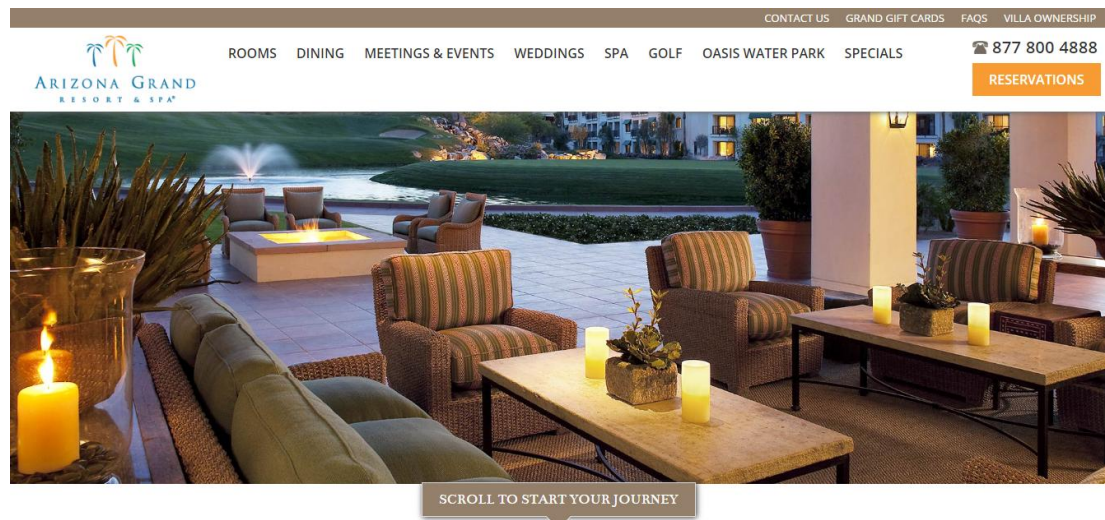 CONTACT US GRAND GIFT CARDS FAQS VILLA OWNERSHIP
ARIZONA GRAND
RESORT & SPA
ROOMS DINING MEETINGS & EVENTS WEDDINGS SPA GOLF OASIS WATER PARK SPECIALS
877 800 4888
RESERVATIONS
SCROLL TO START YOUR JOURNEY